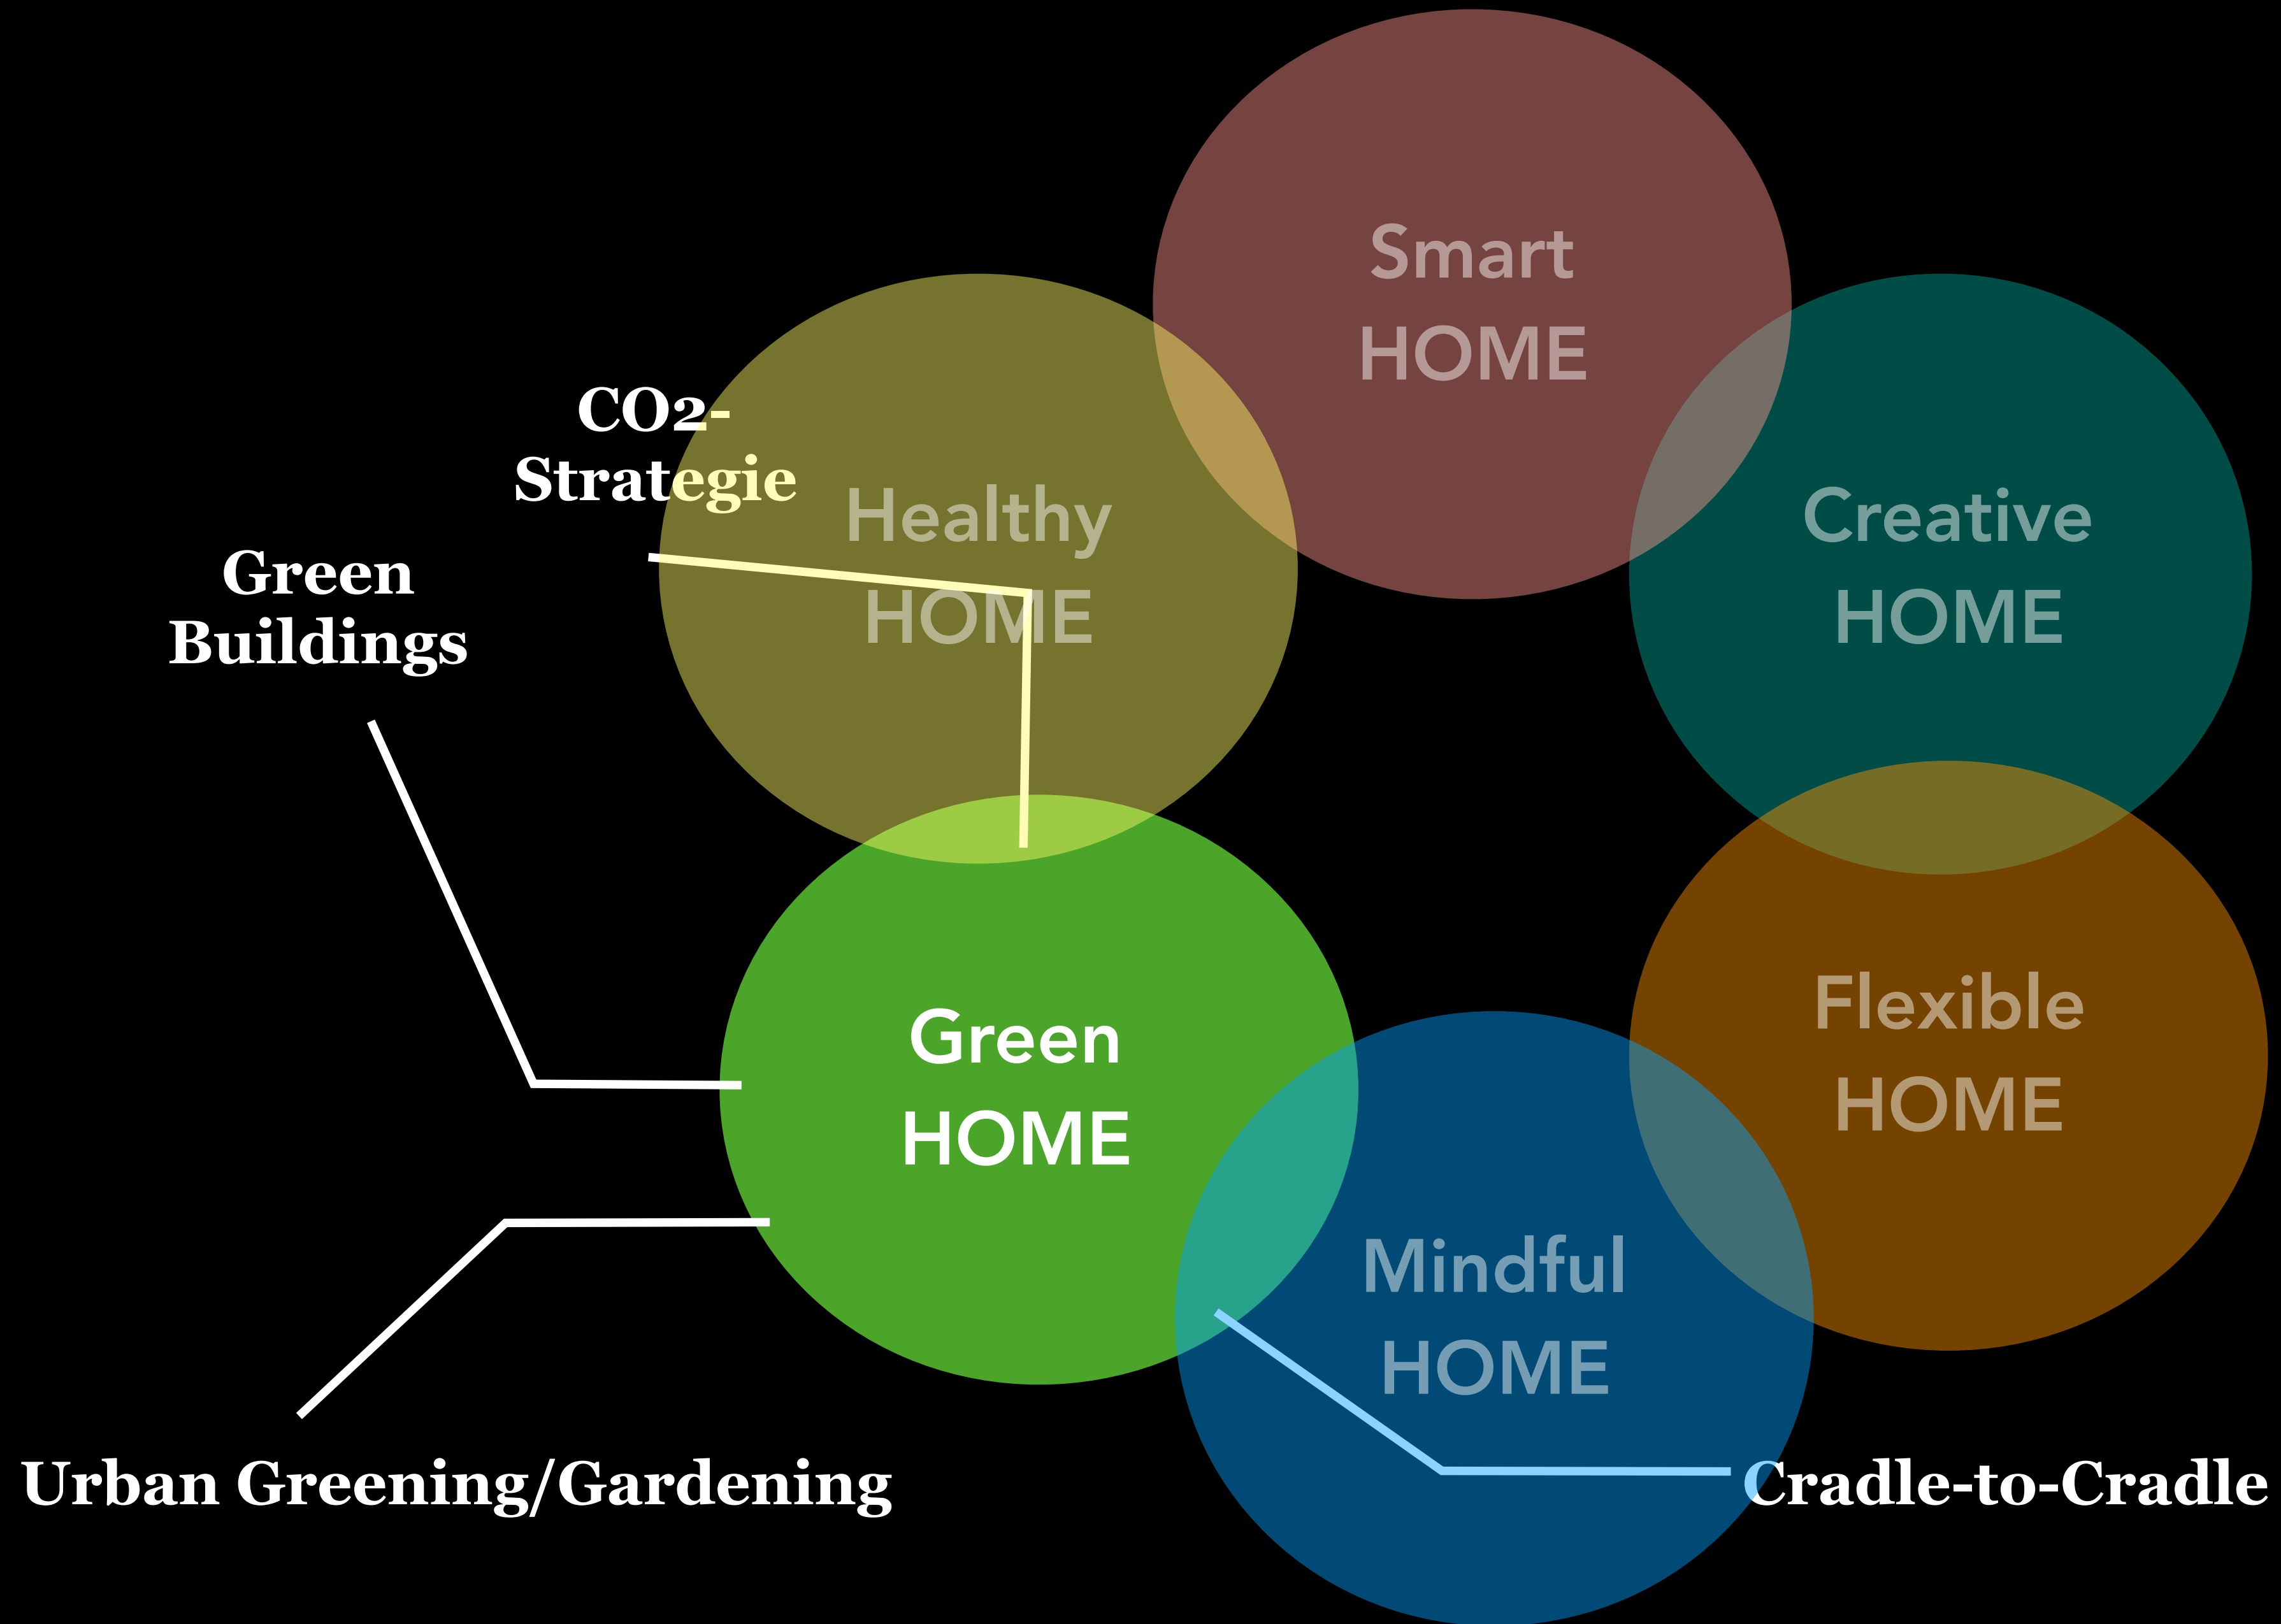 Smart
HOME
CO2-
Strategie
Healthy
HOME
Creative
HOME
Green
Buildings
Green
HOME
Flexible
HOME
Mindful
HOME
Urban Greening/Gardening
Cradle-to-Cradle